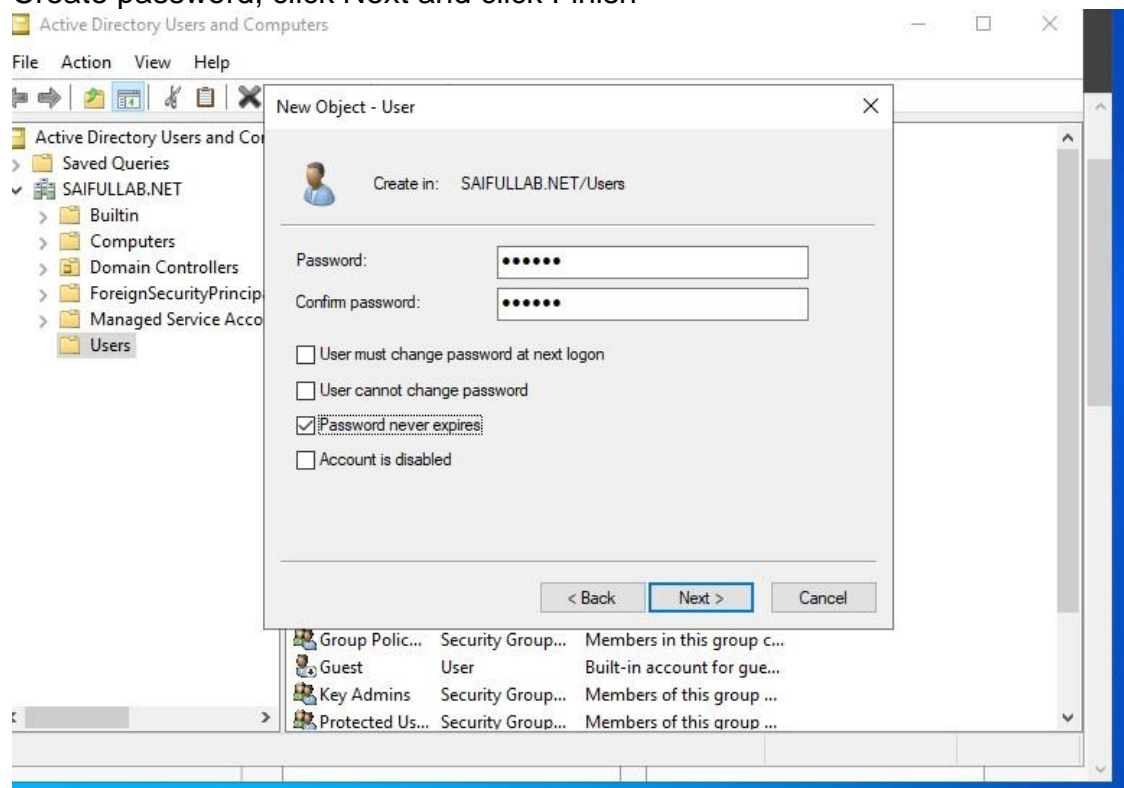 Create password, click Next and click Finish
Active Directory Users and Computers
File Action View Help
New Object - User
Active Directory Users and Cor
Saved Queries
SAIFULLAB.NET
Builtin
Computers
Domain Controllers
ForeignSecurityPrincip
Managed Service Acco
Users
Create in: SAIFULLAB.NET/Users
Password: ••••••
Confirm password: ••••••
User must change password at next logon
User cannot change password
Password never expires
Account is disabled
< Back Next > Cancel
Group Polic... Security Group... Members in this group c...
Guest User Built-in account for gue...
Key Admins Security Group... Members of this group ...
Protected Us... Security Group... Members of this group ...